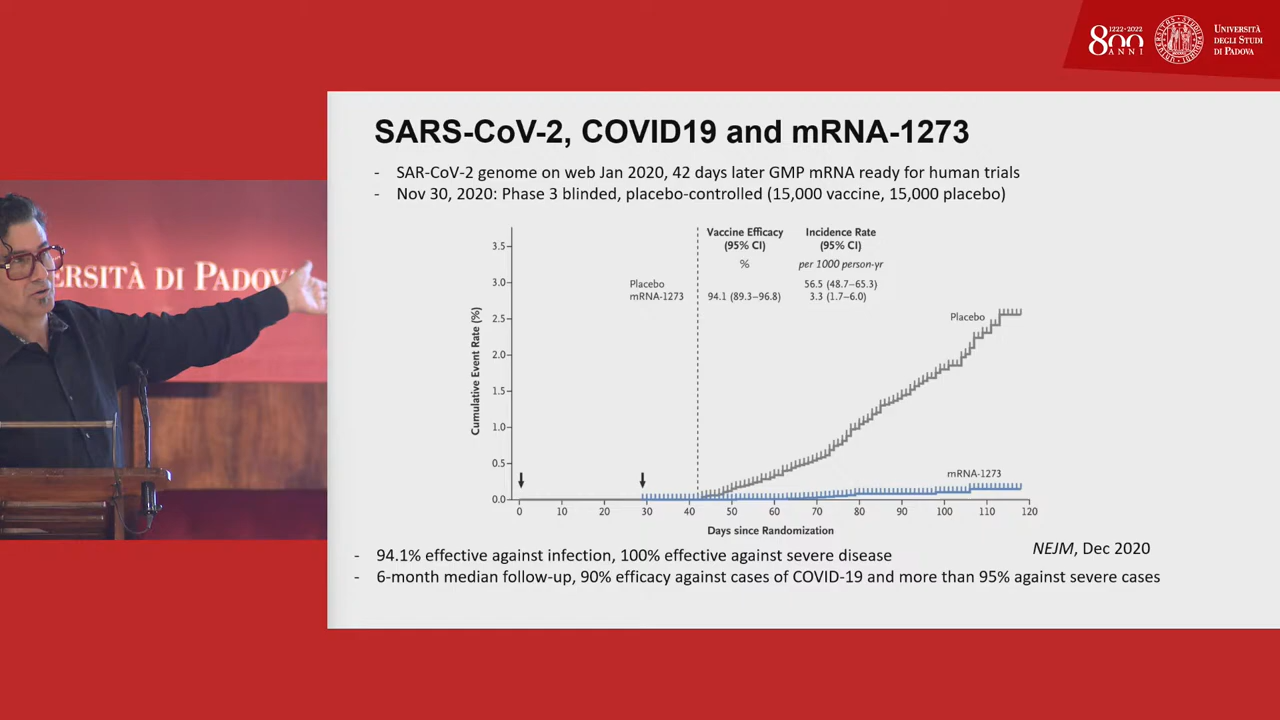 1222·2022
800
ANNI
UNIVERSITÀ
DEGLI STUDI
DI PADOVA
SARS-CoV-2, COVID19 and mRNA-1273
- SAR-CoV-2 genome on web Jan 2020, 42 days later GMP mRNA ready for human trials
- Nov 30, 2020: Phase 3 blinded, placebo-controlled (15,000 vaccine, 15,000 placebo)
ERSITÀ DI PADOVA
Vaccine Efficacy Incidence Rate
(95% CI) (95% CI)
% per 1000 person-yr
Placebo 56.5 (48.7–65.3)
mRNA-1273 94.1 (89.3–96.8) 3.3 (1.7–6.0)
Cumulative Event Rate (%)
3.5
3.0
2.5
2.0
1.5
1.0
0.5
0.0
Placebo
mRNA-1273
0 10 20 30 40 50 60 70 80 90 100 110 120
Days since Randomization
NEJM, Dec 2020
- 94.1% effective against infection, 100% effective against severe disease
- 6-month median follow-up, 90% efficacy against cases of COVID-19 and more than 95% against severe cases